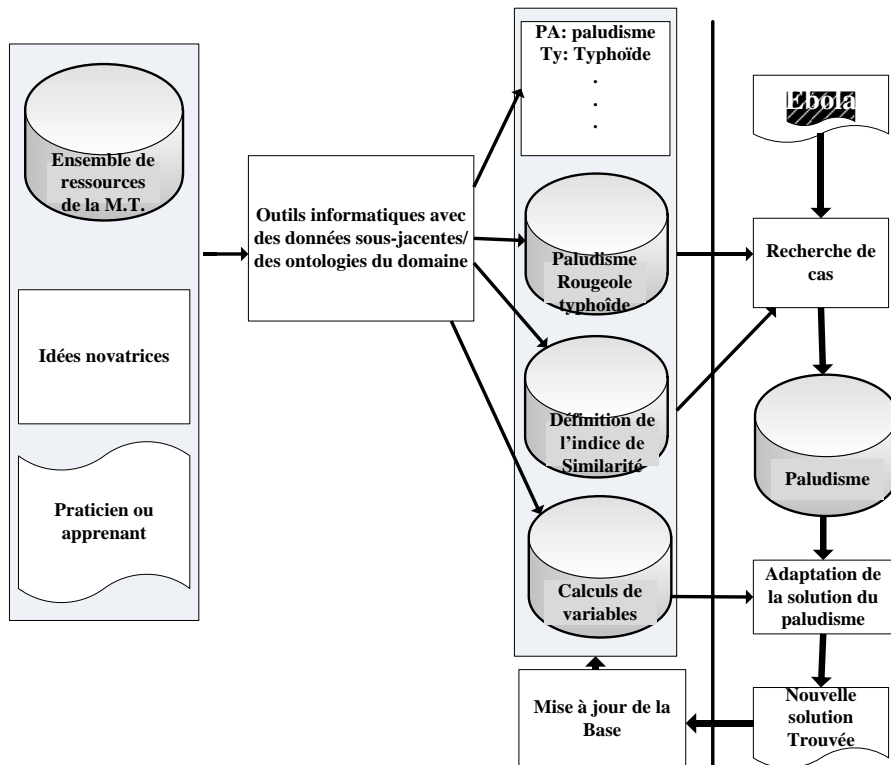 Ensemble de
ressources
de la M.T.
Idées novatrices
Praticien ou
apprenant
Outils informatiques avec
des données sous-jacentes/
des ontologies du domaine
PA: paludisme
Ty: Typhoïde
.
.
.
Paludisme
Rougeole
typhoîde
Définition de
l’indice de
Similarité
Calculs de
variables
Mise à jour de la
Base
Ebola
Recherche de
cas
Paludisme
Adaptation de
la solution du
paludisme
Nouvelle
solution
Trouvée